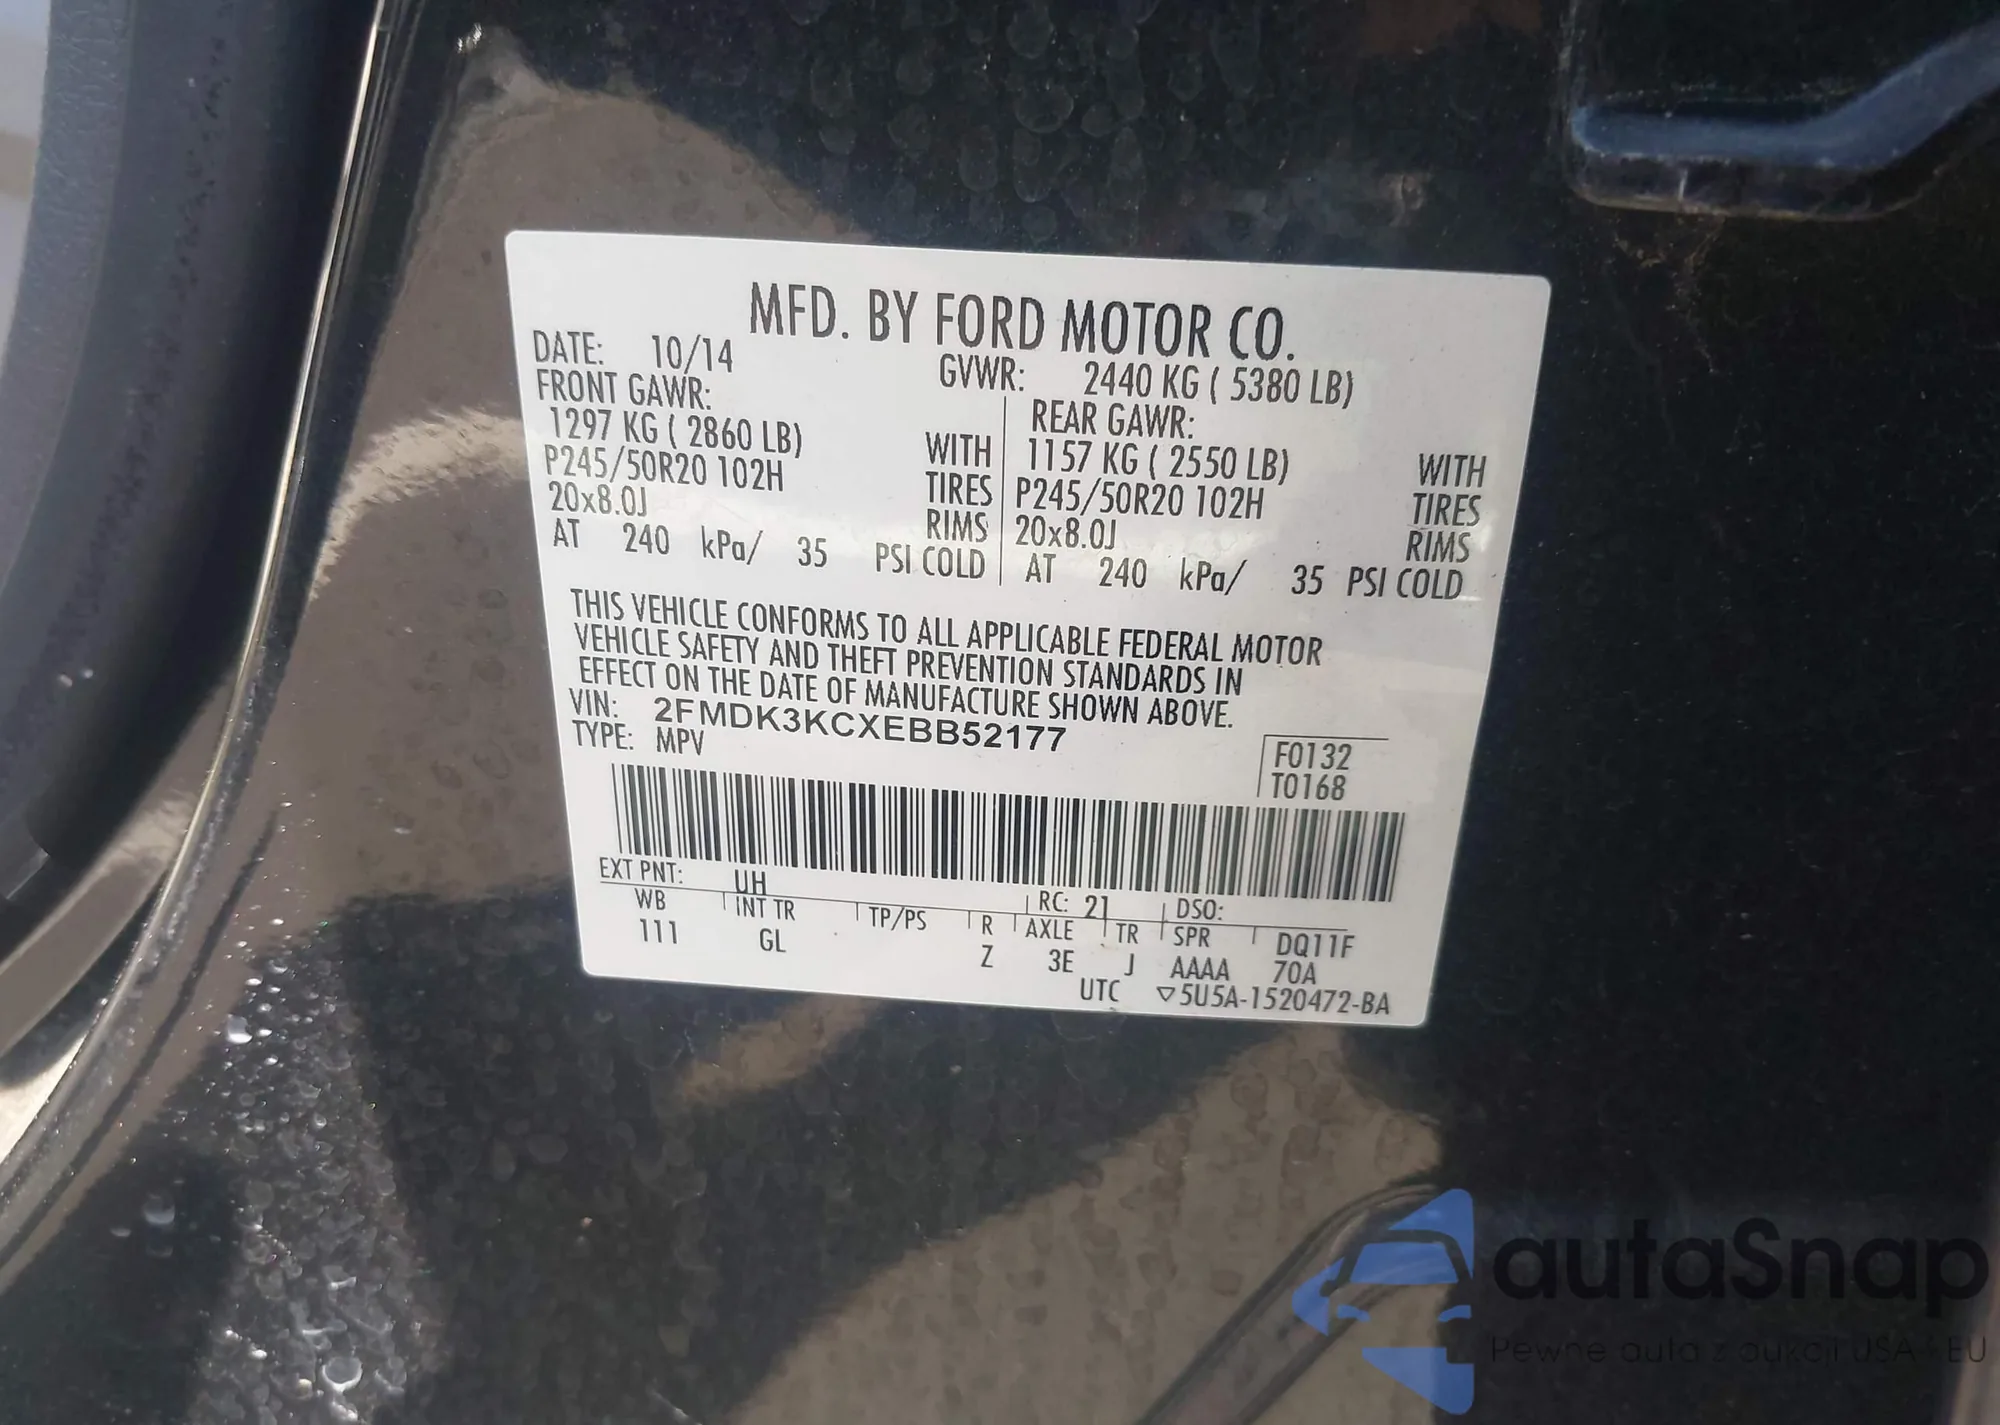 MFD. BY FORD MOTOR CO.
DATE: 10/14 GVWR: 2440 KG ( 5380 LB)
FRONT GAWR: REAR GAWR:
1297 KG ( 2860 LB) WITH 1157 KG ( 2550 LB) WITH
P245/50R20 102H TIRES P245/50R20 102H TIRES
20x8.0J RIMS 20x8.0J RIMS
AT 240 kPa/ 35 PSI COLD AT 240 kPa/ 35 PSI COLD
THIS VEHICLE CONFORMS TO ALL APPLICABLE FEDERAL MOTOR
VEHICLE SAFETY AND THEFT PREVENTION STANDARDS IN
EFFECT ON THE DATE OF MANUFACTURE SHOWN ABOVE.
VIN: 2FMDK3KCXEBB52177
TYPE: MPV
F0132
T0168
EXT PNT: UH RC: 21 DSO:
WB INT TR TP/PS R AXLE TR SPR DQ11F
111 GL Z 3E J AAAA 70A
UTC ▽5U5A-1520472-BA
autaSnap
Pewne auta z aukcji USA i EU